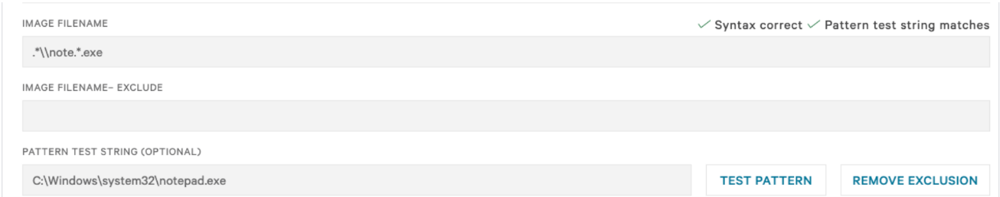 IMAGE FILENAME
Syntax correct Pattern test string matches
.*\\note.*.exe
IMAGE FILENAME– EXCLUDE
PATTERN TEST STRING (OPTIONAL)
C:\Windows\system32\notepad.exe
TEST PATTERN
REMOVE EXCLUSION